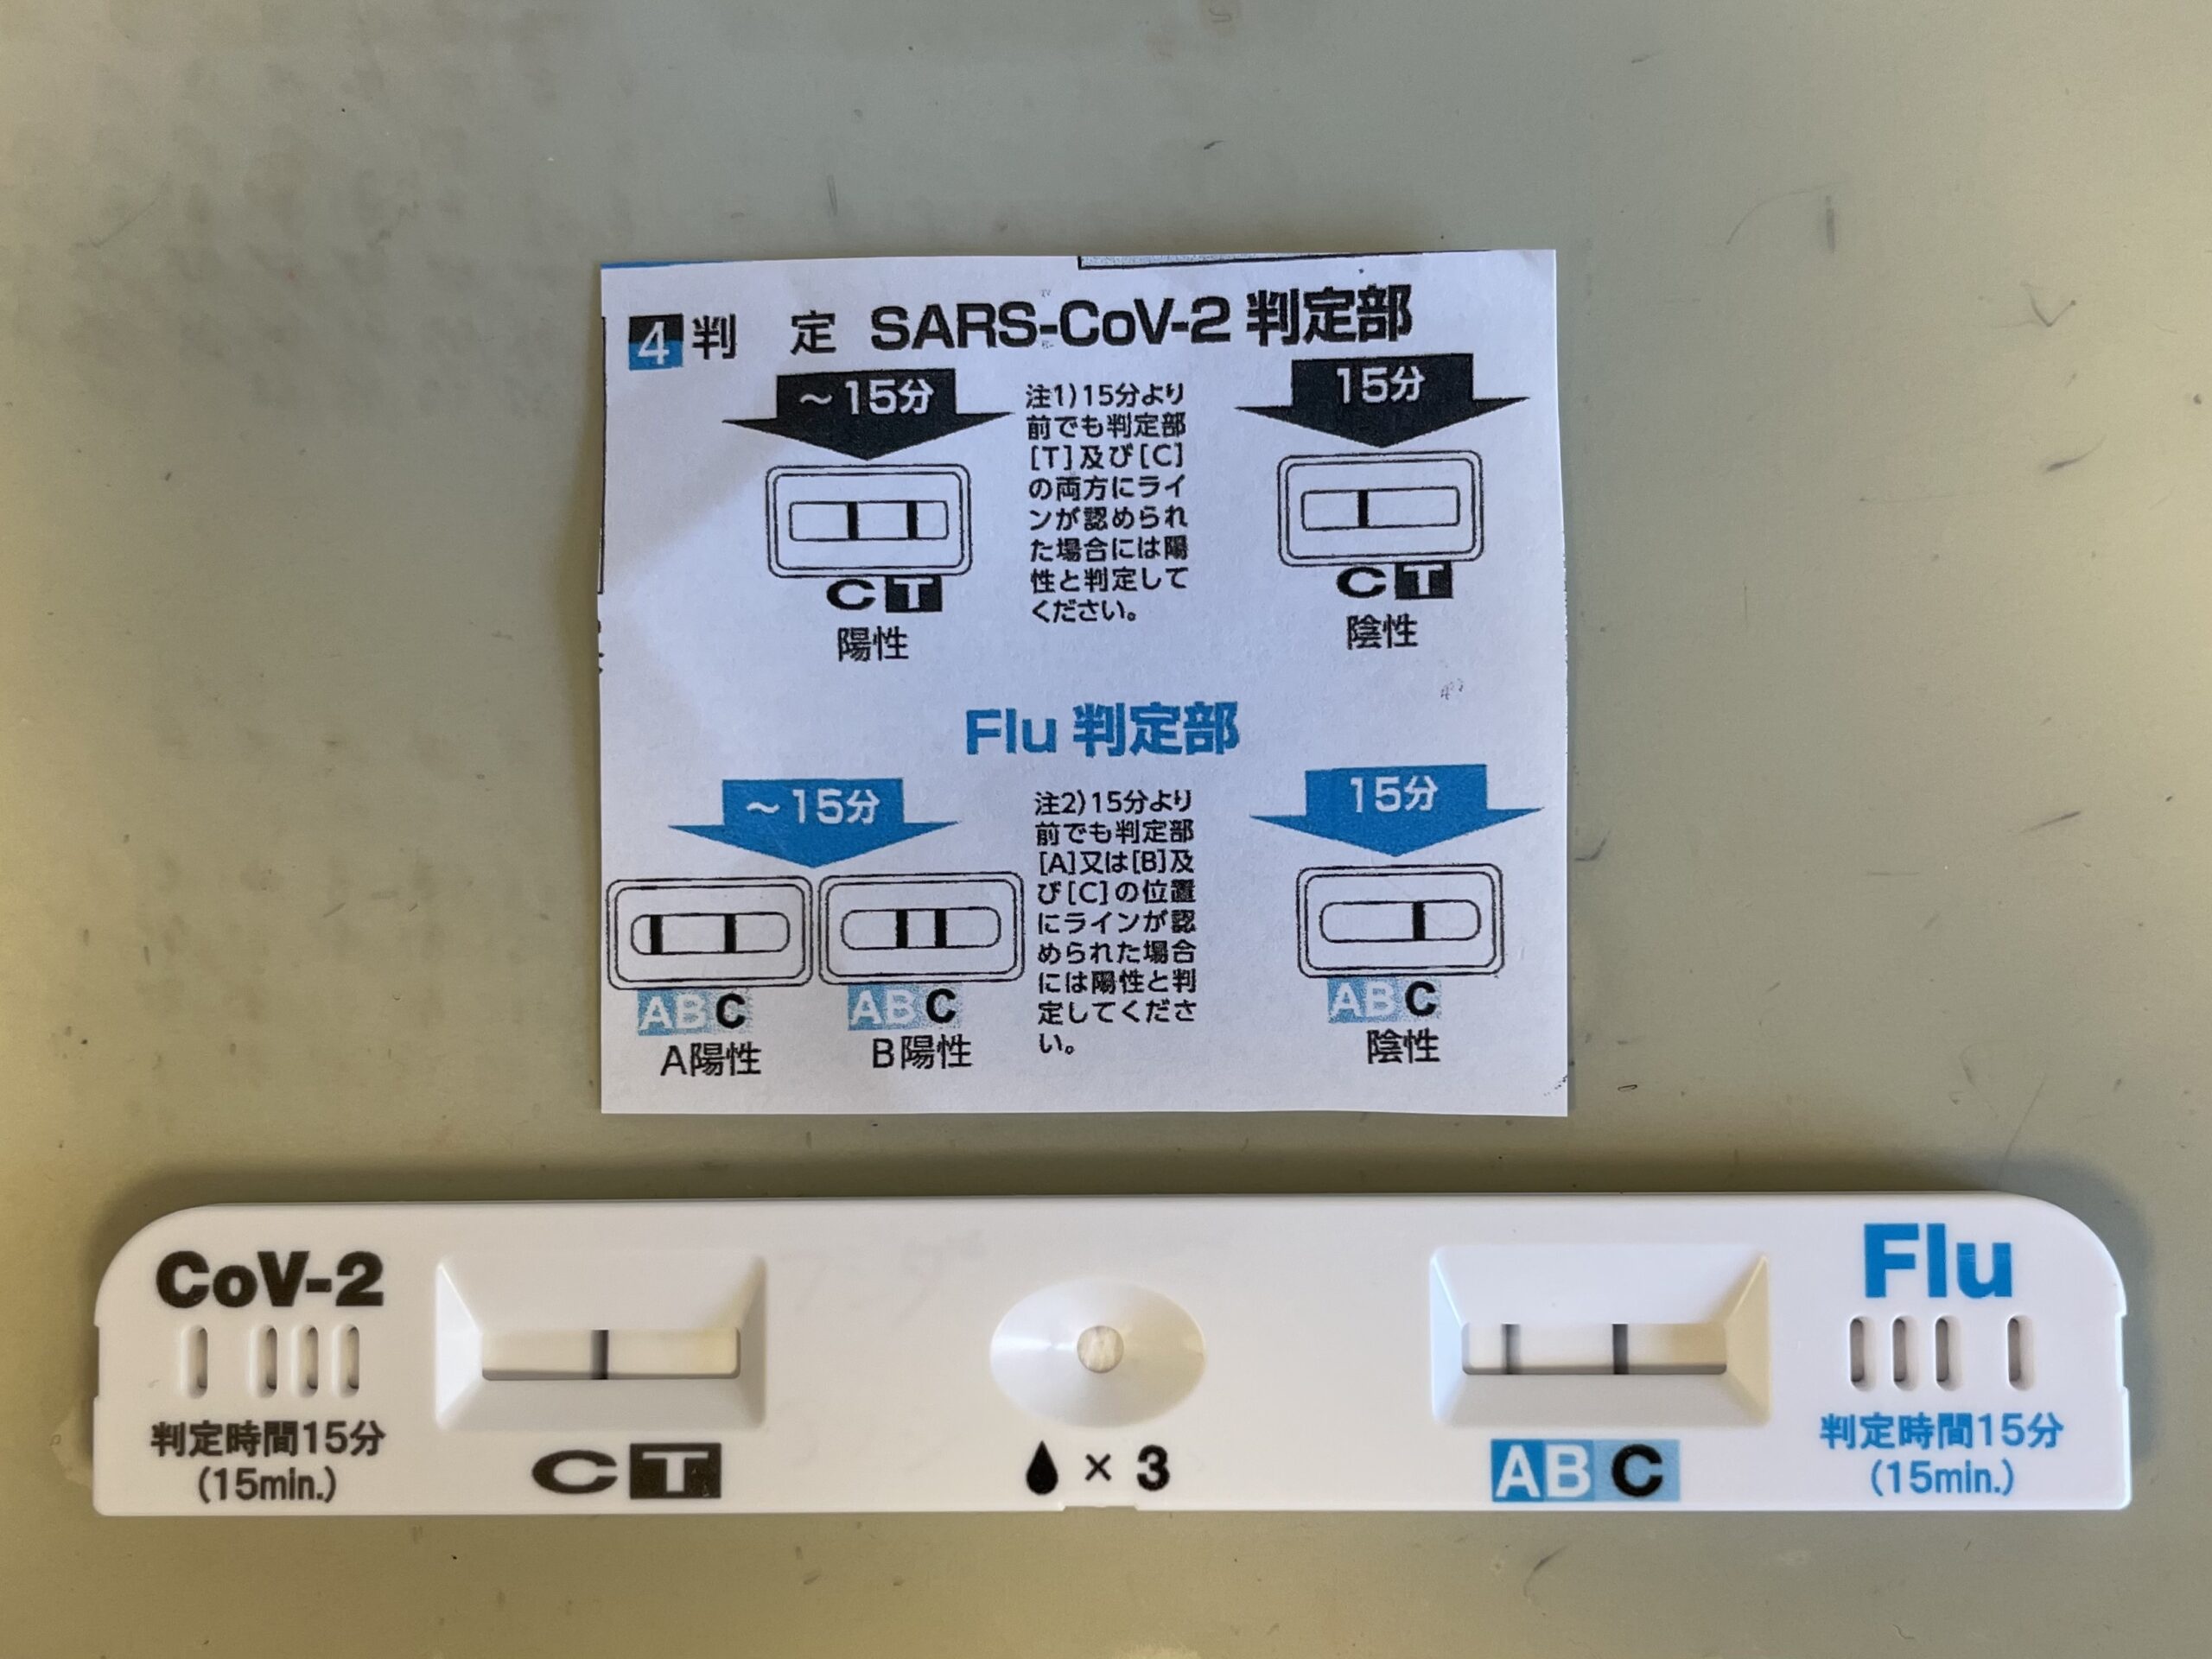 4 判 定 SARS-CoV-2 判定部
～15分
注1)15分より
前でも判定部
[T]及び[C]
の両方にライ
ンが認められ
た場合には陽
性と判定して
ください。
15分
C T
陽性
C T
陰性
Flu 判定部
～15分
注2)15分より
前でも判定部
[A]又は[B]及
び[C]の位置
にラインが認
められた場合
には陽性と判
定してくださ
い。
15分
AB C
A陽性
AB C
B陽性
AB C
陰性
CoV-2
判定時間15分
(15min.)
C T
× 3
AB C
Flu
判定時間15分
(15min.)